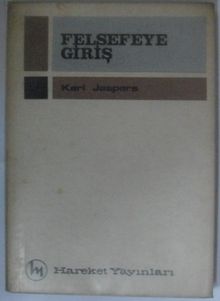 FELSEFEYE
GİRİŞ
Karl Jaspers
Hareket Yayınları